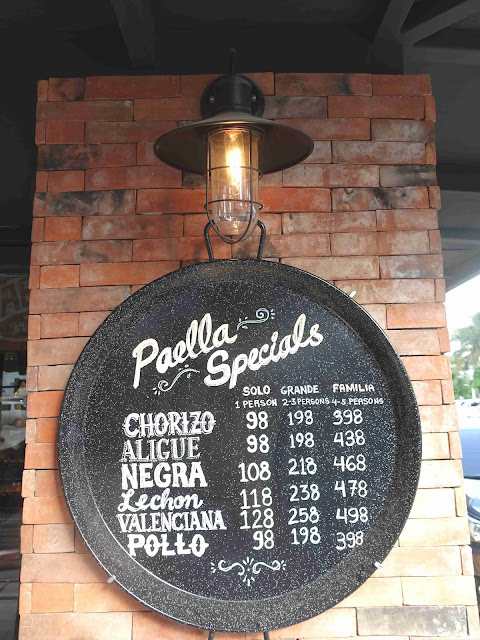 Paella Specials
SOLO GRANDE FAMILIA
1 PERSON 2-3 PERSONS 4-5 PERSONS
CHORIZO 98 198 398
ALIGUE 98 198 438
NEGRA 108 218 468
Lechon 118 238 478
VALENCIANA 128 258 498
POLLO 98 198 398